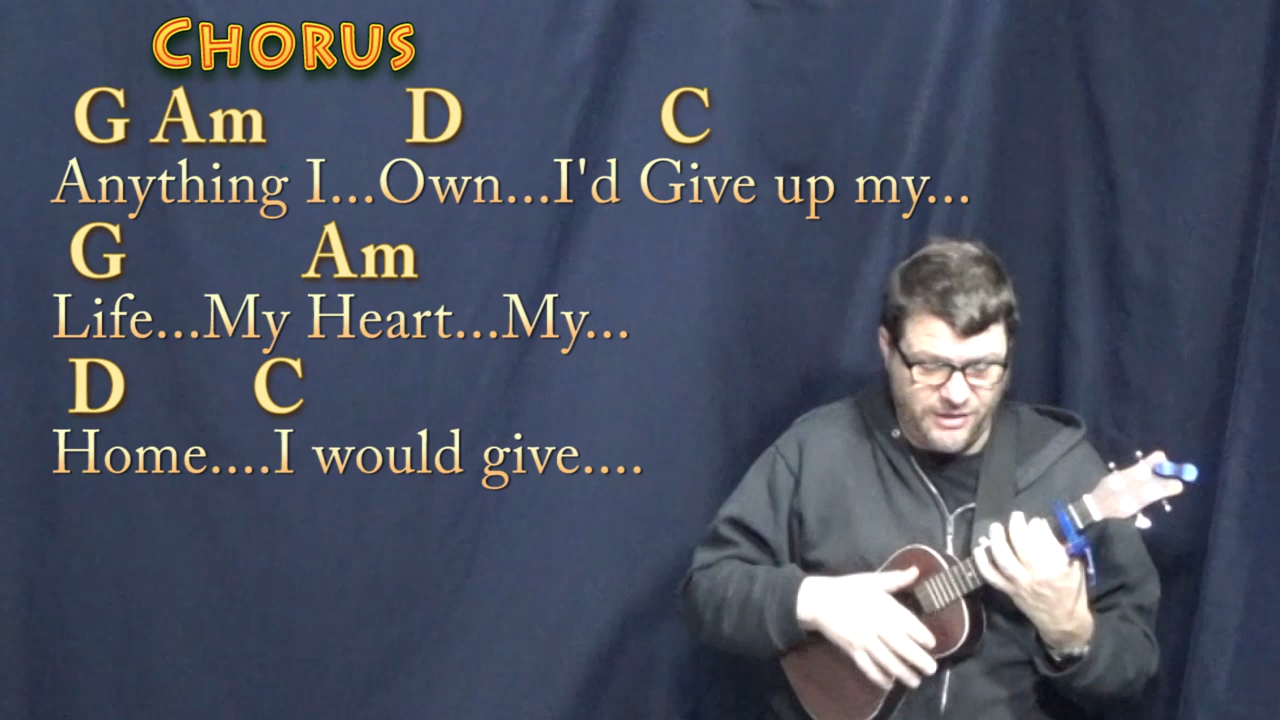 CHORUS
G Am D C
Anything I...Own...I'd Give up my...
G Am
Life...My Heart...My...
D C
Home....I would give....